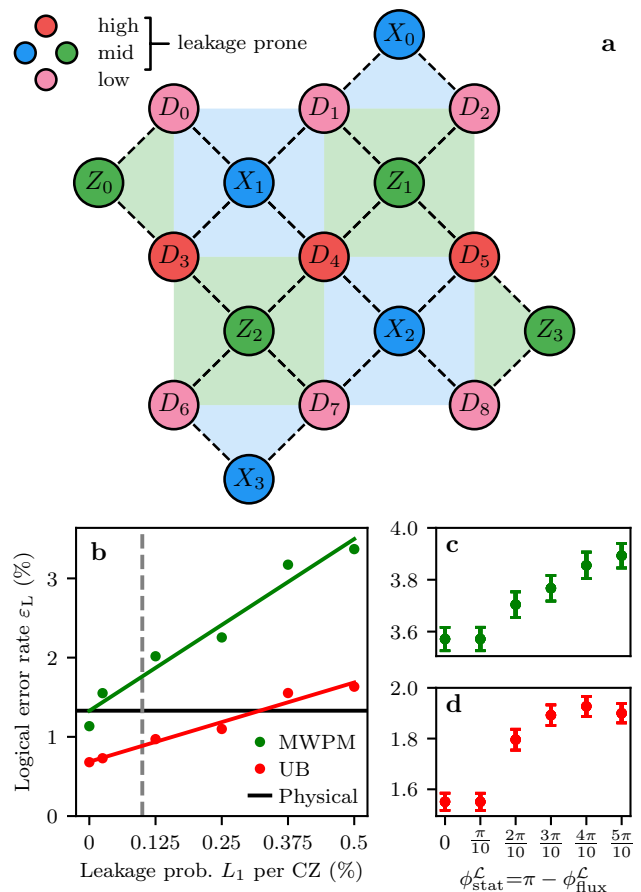 high
mid
low
leakage prone
a
X₀
D₀ D₁ D₂
Z₀ X₁ Z₁
D₃ D₄ D₅
Z₂ X₂ Z₃
D₆ D₇ D₈
X₃
b
Logical error rate ε_L (%)
3
2
1
0
MWPM
UB
Physical
0 0.125 0.25 0.375 0.5
Leakage prob. L₁ per CZ (%)
c
4.0
3.8
3.6
d
2.0
1.8
1.6
0 π/10 2π/10 3π/10 4π/10 5π/10
ϕ^ℒ_stat=π − ϕ^ℒ_flux